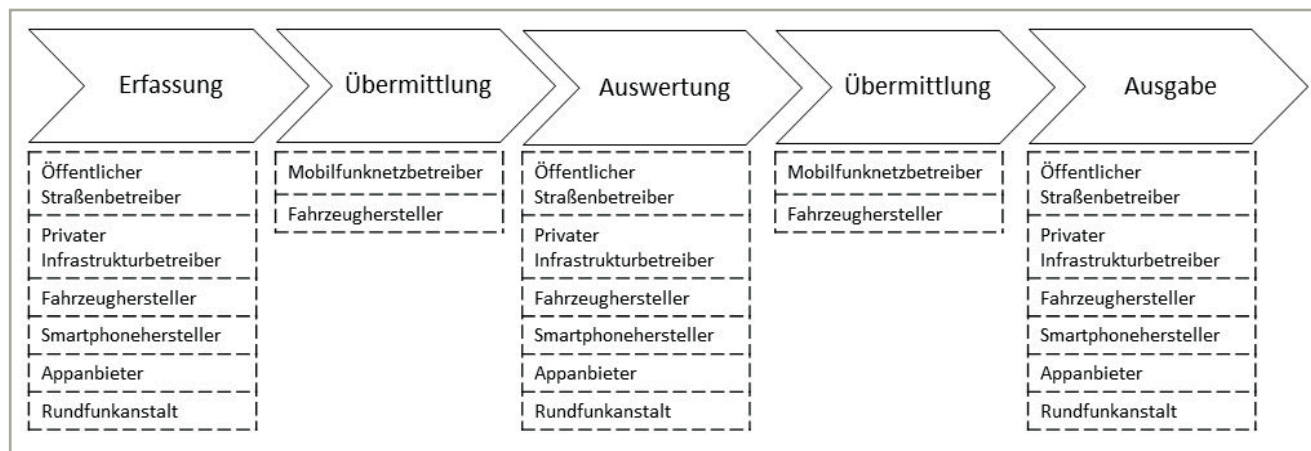 Erfassung
Übermittlung
Auswertung
Übermittlung
Ausgabe
Öffentlicher
Straßenbetreiber
Privater
Infrastrukturbetreiber
Fahrzeughersteller
Smartphonehersteller
Appanbieter
Rundfunkanstalt
Mobilfunknetzbetreiber
Fahrzeughersteller
Öffentlicher
Straßenbetreiber
Privater
Infrastrukturbetreiber
Fahrzeughersteller
Smartphonehersteller
Appanbieter
Rundfunkanstalt
Mobilfunknetzbetreiber
Fahrzeughersteller
Öffentlicher
Straßenbetreiber
Privater
Infrastrukturbetreiber
Fahrzeughersteller
Smartphonehersteller
Appanbieter
Rundfunkanstalt